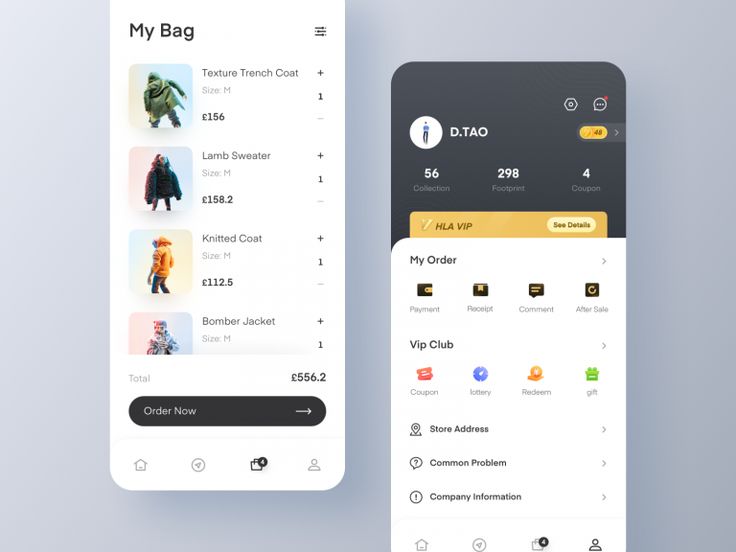 My Bag
Texture Trench Coat
+
Size: M
1
£156
–
Lamb Sweater
+
Size: M
1
£158.2
–
Knitted Coat
+
Size: M
1
£112.5
–
Bomber Jacket
+
Size: M
1
Total
£556.2
Order Now
4
D.TAO
48
56
298
4
Collection
Footprint
Coupon
HLA VIP
See Details
My Order
Payment
Receipt
Comment
After Sale
Vip Club
Coupon
lottery
Redeem
gift
Store Address
Common Problem
Company Information
4